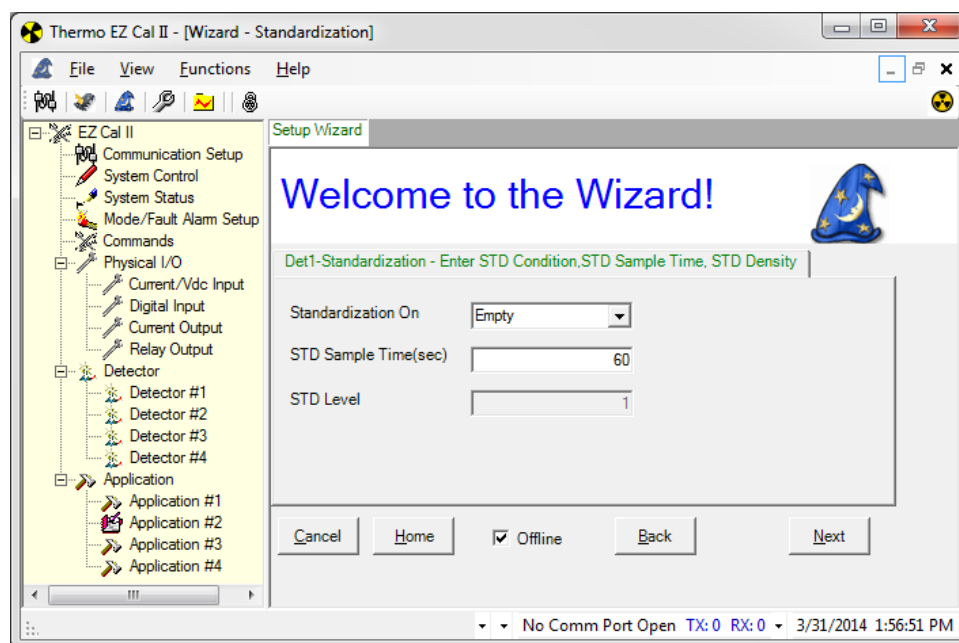 Thermo EZ Cal II - [Wizard - Standardization]
File View Functions Help
EZ Cal II
Communication Setup
System Control
System Status
Mode/Fault Alarm Setup
Commands
Physical I/O
Current/Vdc Input
Digital Input
Current Output
Relay Output
Detector
Detector #1
Detector #2
Detector #3
Detector #4
Application
Application #1
Application #2
Application #3
Application #4
Setup Wizard
Welcome to the Wizard!
Det1-Standardization - Enter STD Condition,STD Sample Time, STD Density
Standardization On Empty
STD Sample Time(sec) 60
STD Level 1
Cancel Home Offline Back Next
No Comm Port Open TX: 0 RX: 0 3/31/2014 1:56:51 PM